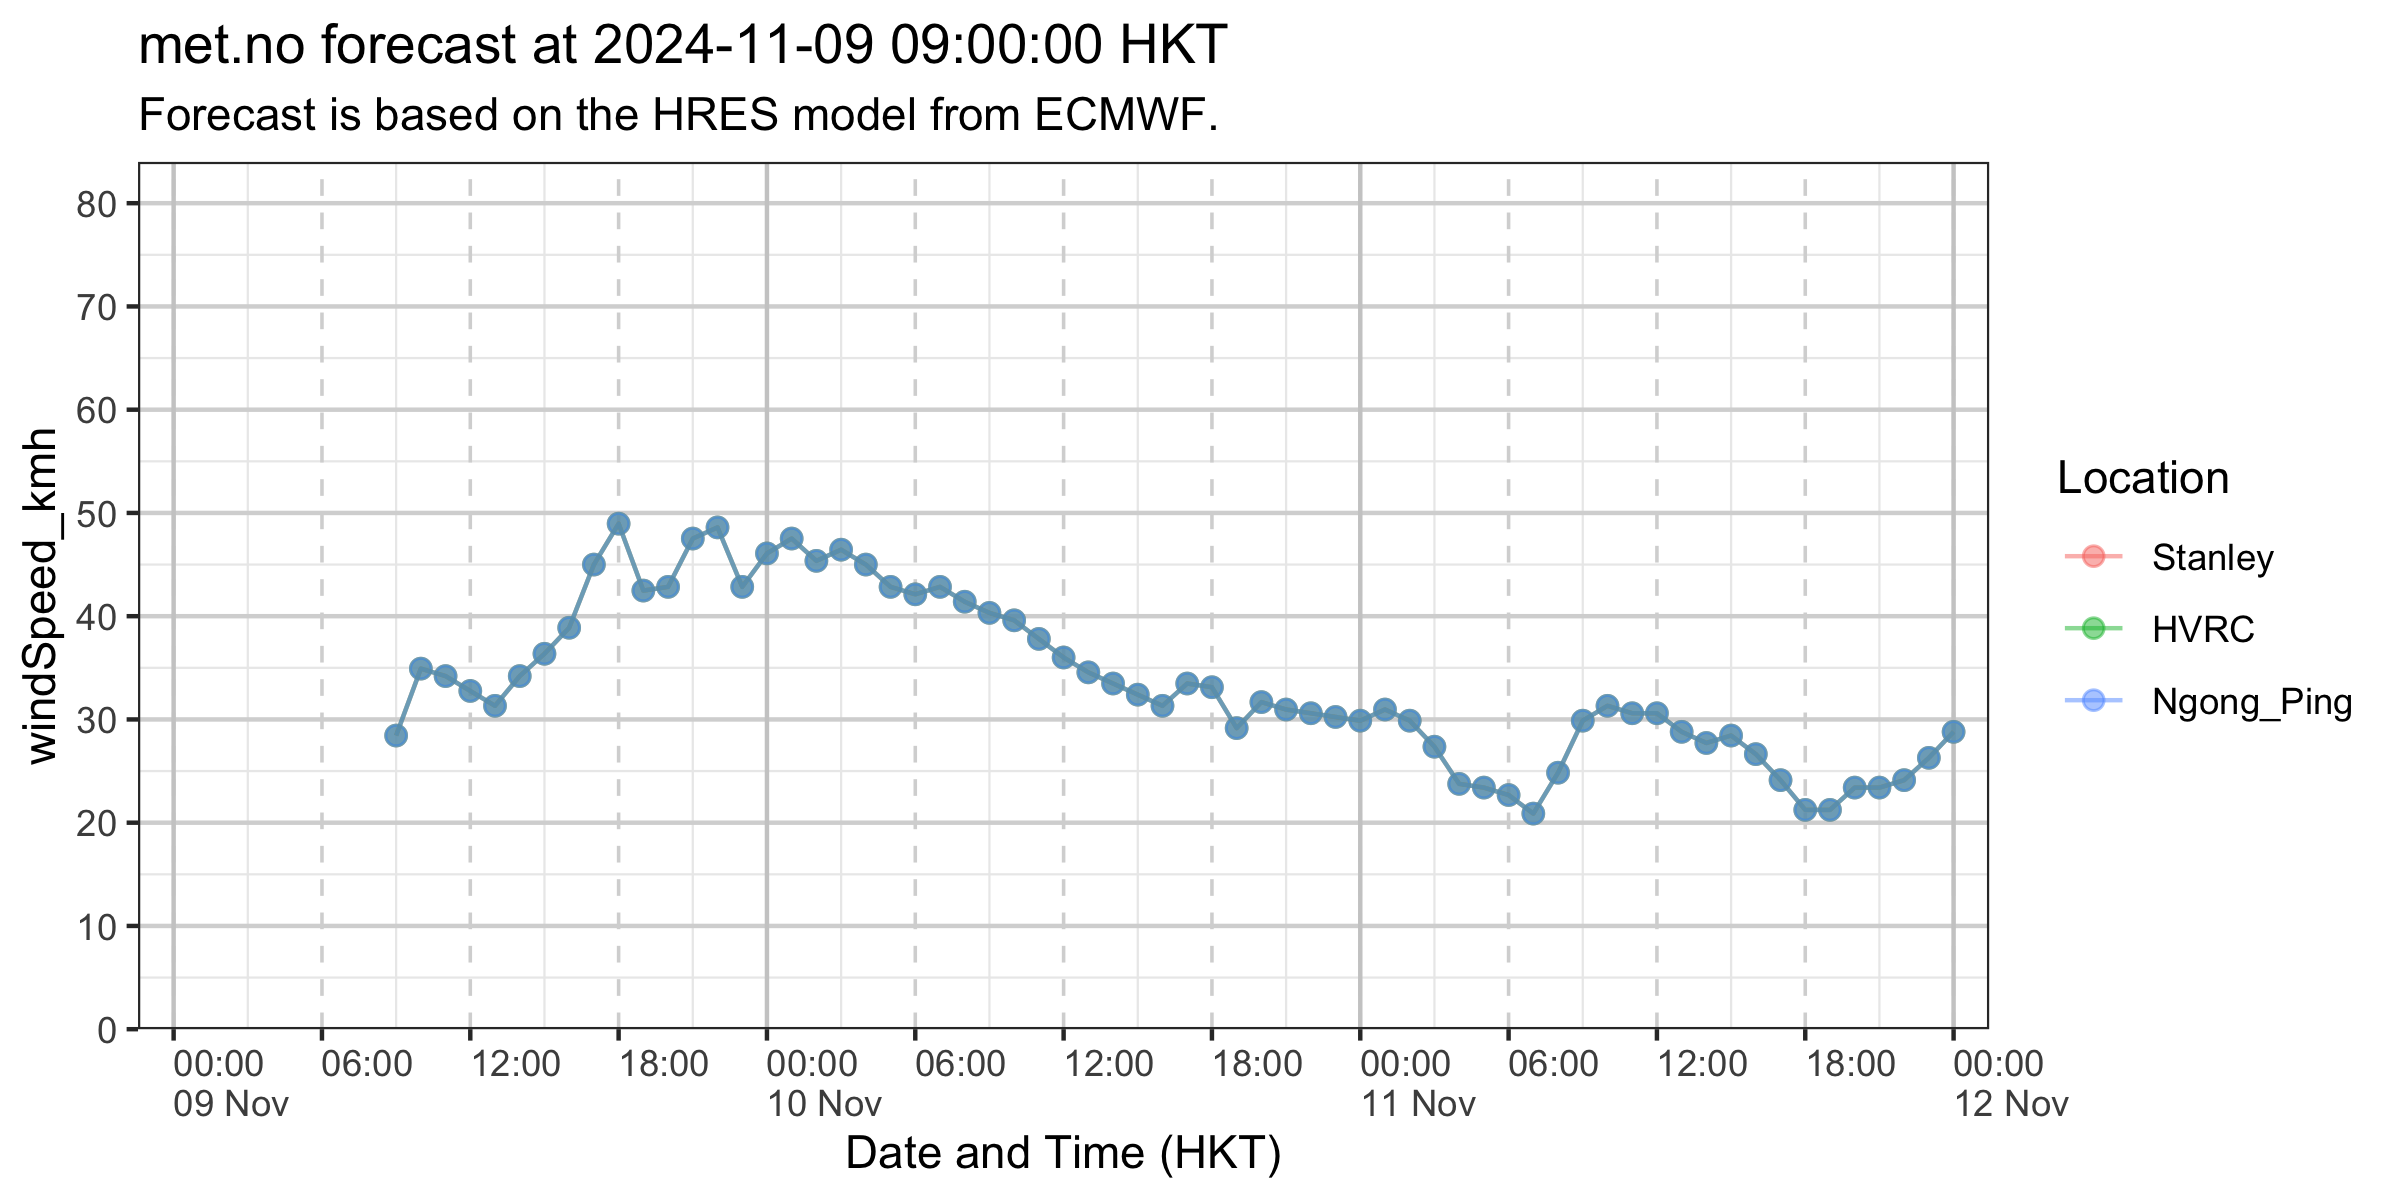 met.no forecast at 2024-11-09 09:00:00 HKT
Forecast is based on the HRES model from ECMWF.
windSpeed_kmh
80
70
60
50
40
30
20
10
0
00:00 06:00 12:00 18:00 00:00 06:00 12:00 18:00 00:00 06:00 12:00 18:00 00:00
09 Nov 10 Nov 11 Nov 12 Nov
Date and Time (HKT)
Location
Stanley
HVRC
Ngong_Ping